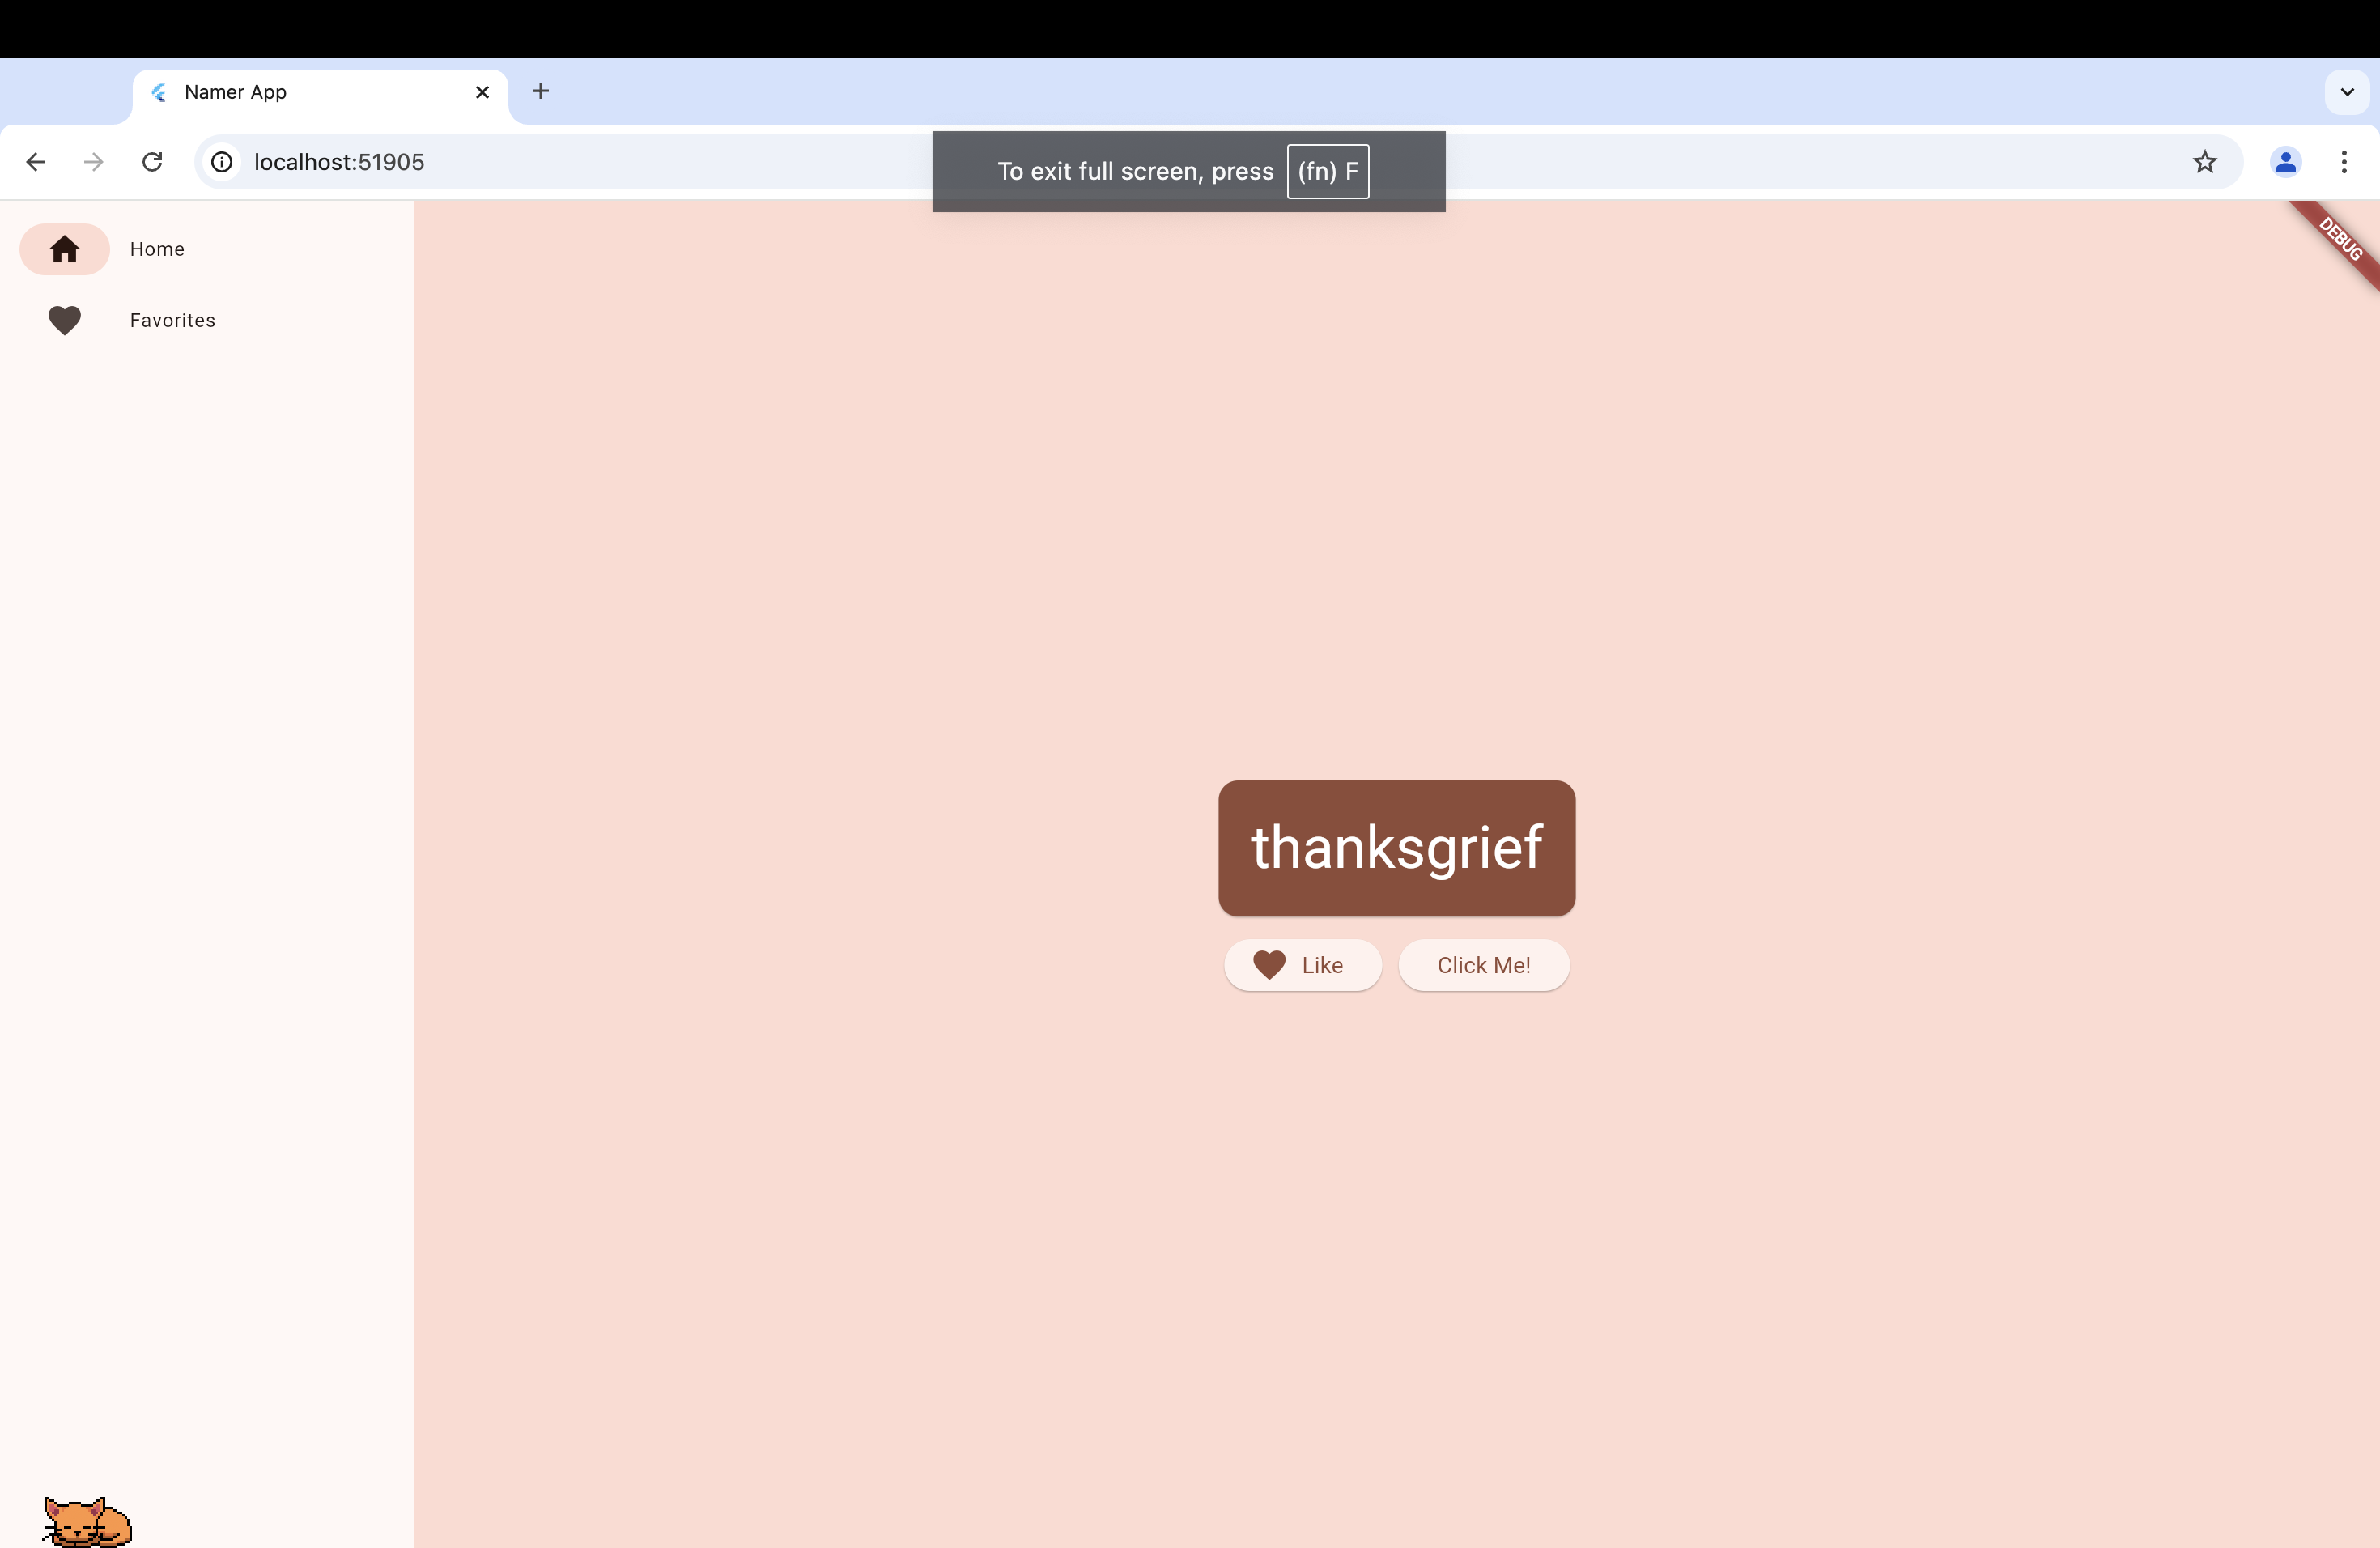 Namer App
localhost:51905
To exit full screen, press (fn) F
DEBUG
Home
Favorites
thanksgrief
Like
Click Me!